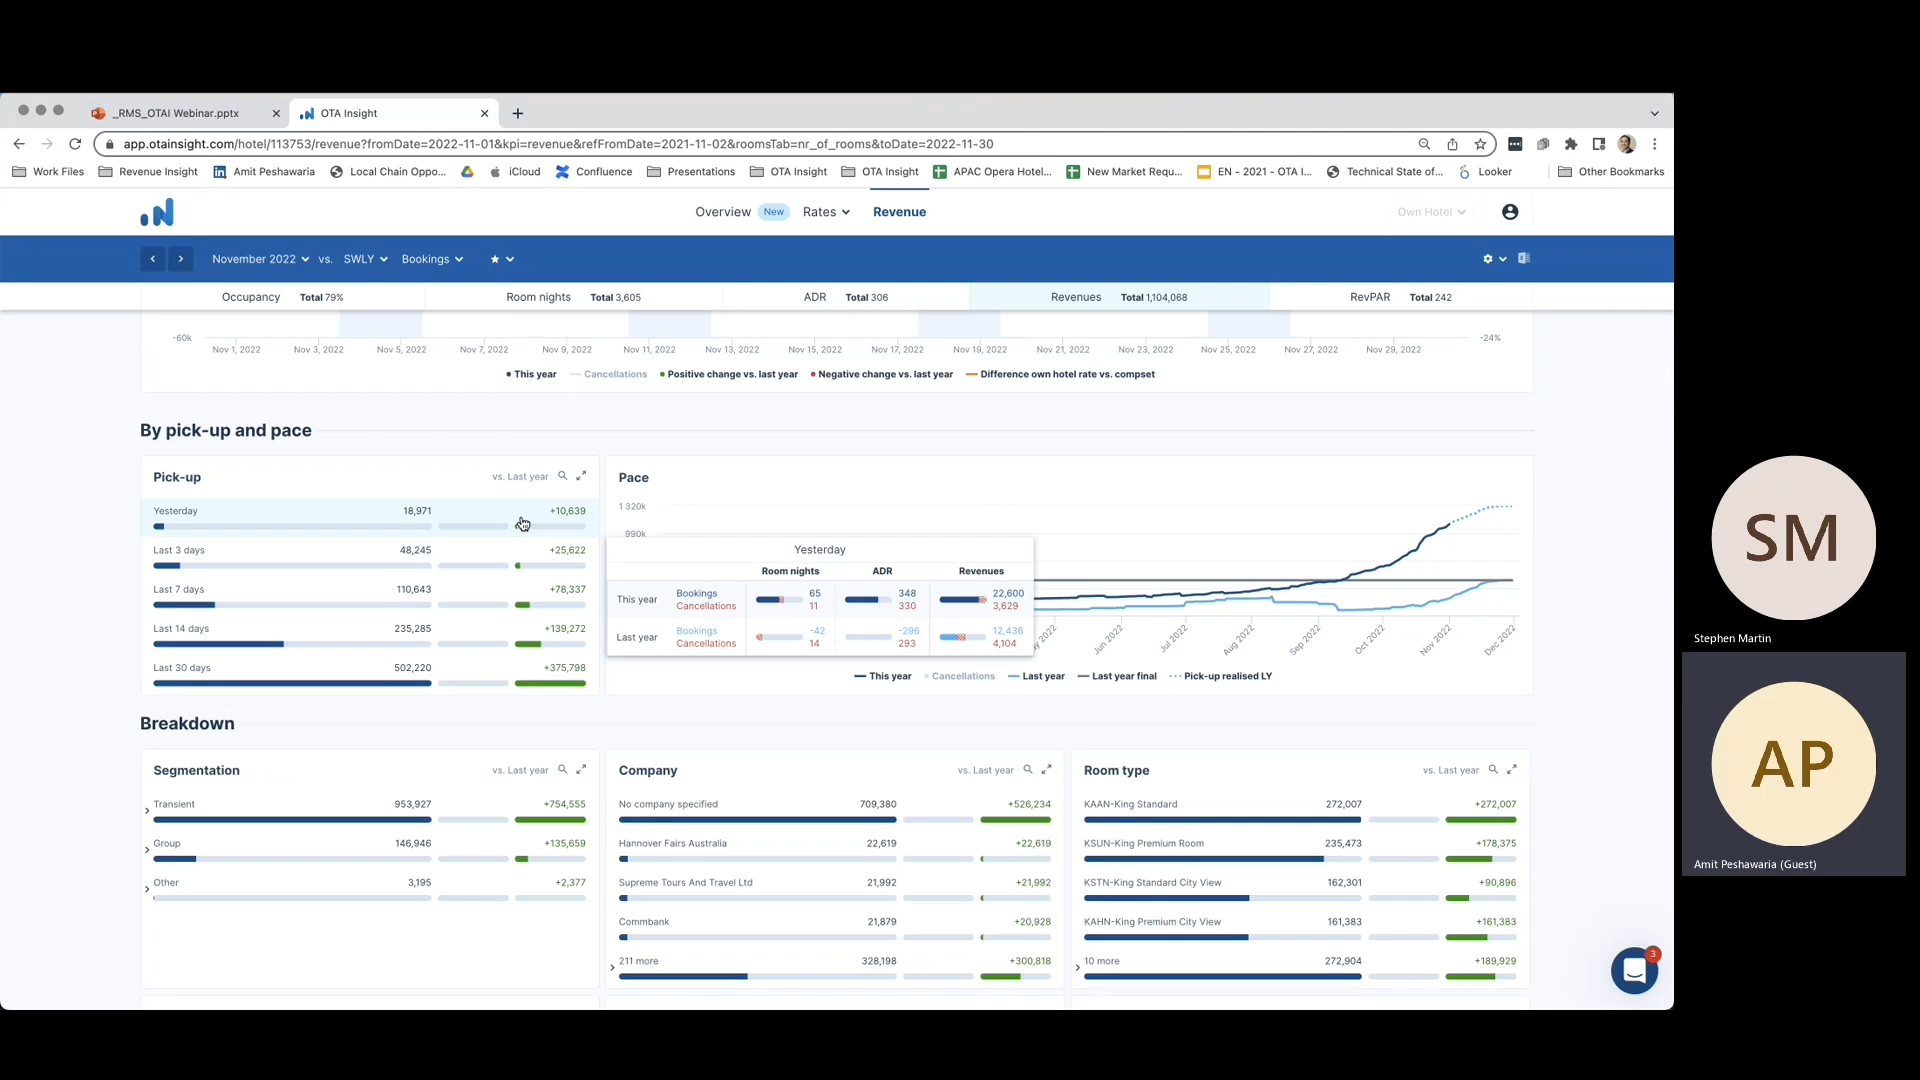 _RMS_OTAI Webinar.pptx
OTA Insight
app.otainsight.com/hotel/113753/revenue?fromDate=2022-11-01&kpi=revenue&refFromDate=2021-11-02&roomsTab=nr_of_rooms&toDate=2022-11-30
Work Files Revenue Insight Amit Peshawaria Local Chain Oppo... iCloud Confluence Presentations OTA Insight OTA Insight APAC Opera Hotel... New Market Requ... EN - 2021 - OTA I... Technical State of... Looker Other Bookmarks
Overview New Rates Revenue Own Hotel
November 2022 vs. SWLY Bookings
Occupancy Total 79% Room nights Total 3,605 ADR Total 306 Revenues Total 1,104,068 RevPAR Total 242
-60k -24%
Nov 1, 2022 Nov 3, 2022 Nov 5, 2022 Nov 7, 2022 Nov 9, 2022 Nov 11, 2022 Nov 13, 2022 Nov 15, 2022 Nov 17, 2022 Nov 19, 2022 Nov 21, 2022 Nov 23, 2022 Nov 25, 2022 Nov 27, 2022 Nov 29, 2022
This year Cancellations Positive change vs. last year Negative change vs. last year Difference own hotel rate vs. compset
By pick-up and pace
Pick-up vs. Last year
Yesterday 18,971 +10,639
Last 3 days 48,245 +25,622
Last 7 days 110,643 +78,337
Last 14 days 235,285 +139,272
Last 30 days 502,220 +375,798
Pace
1 320k
990k
Yesterday
Room nights ADR Revenues
This year Bookings 65 348 22,600
Cancellations 11 330 3,629
Last year Bookings -42 -296 12,436
Cancellations 14 293 4,104
Jun 2022 Jul 2022 Aug 2022 Sep 2022 Oct 2022 Nov 2022 Dec 2022
This year Cancellations Last year Last year final Pick-up realised LY
Breakdown
Segmentation vs. Last year
Transient 953,927 +754,555
Group 146,946 +135,659
Other 3,195 +2,377
Company vs. Last year
No company specified 709,380 +526,234
Hannover Fairs Australia 22,619 +22,619
Supreme Tours And Travel Ltd 21,992 +21,992
Commbank 21,879 +20,928
211 more 328,198 +300,818
Room type vs. Last year
KAAN-King Standard 272,007 +272,007
KSUN-King Premium Room 235,473 +178,375
KSTN-King Standard City View 162,301 +90,896
KAHN-King Premium City View 161,383 +161,383
10 more 272,904 +189,929
3
SM
Stephen Martin
AP
Amit Peshawaria (Guest)